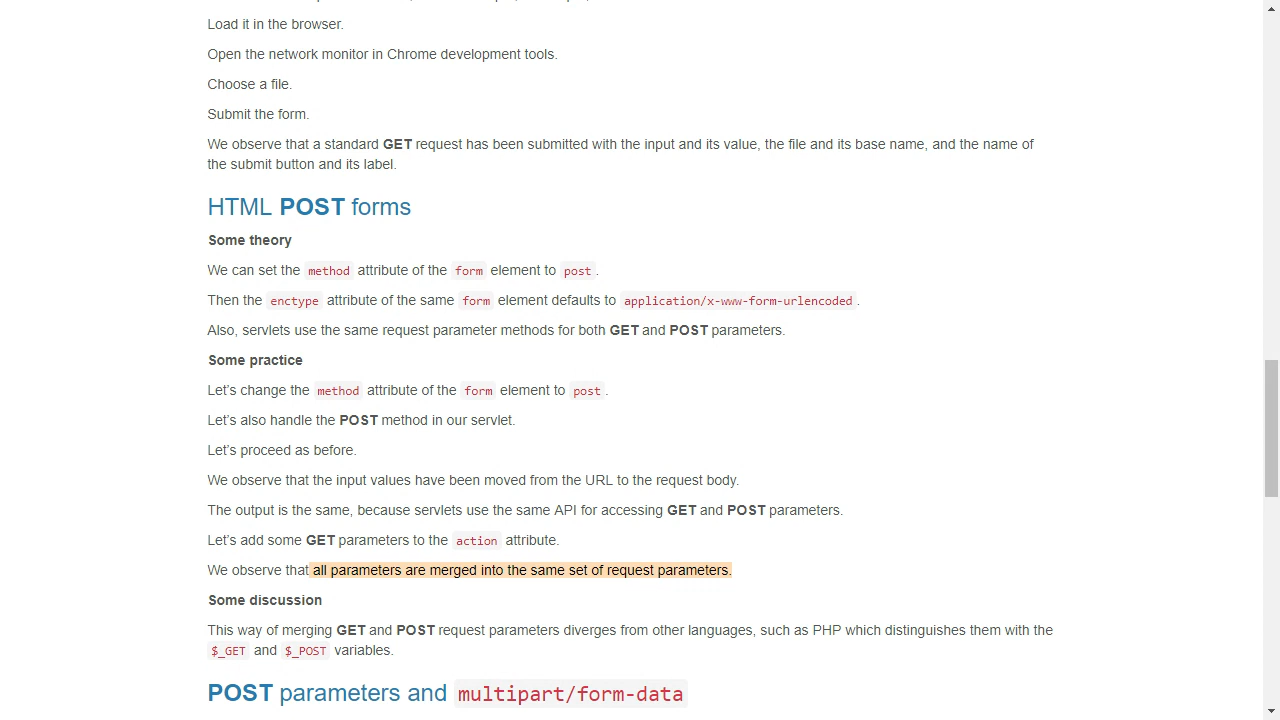 Load it in the browser.
Open the network monitor in Chrome development tools.
Choose a file.
Submit the form.
We observe that a standard GET request has been submitted with the input and its value, the file and its base name, and the name of
the submit button and its label.
HTML POST forms
Some theory
We can set the method attribute of the form element to post.
Then the enctype attribute of the same form element defaults to application/x-www-form-urlencoded.
Also, servlets use the same request parameter methods for both GET and POST parameters.
Some practice
Let's change the method attribute of the form element to post.
Let's also handle the POST method in our servlet.
Let's proceed as before.
We observe that the input values have been moved from the URL to the request body.
The output is the same, because servlets use the same API for accessing GET and POST parameters.
Let's add some GET parameters to the action attribute.
We observe that all parameters are merged into the same set of request parameters.
Some discussion
This way of merging GET and POST request parameters diverges from other languages, such as PHP which distinguishes them with the
$_GET and $_POST variables.
POST parameters and multipart/form-data